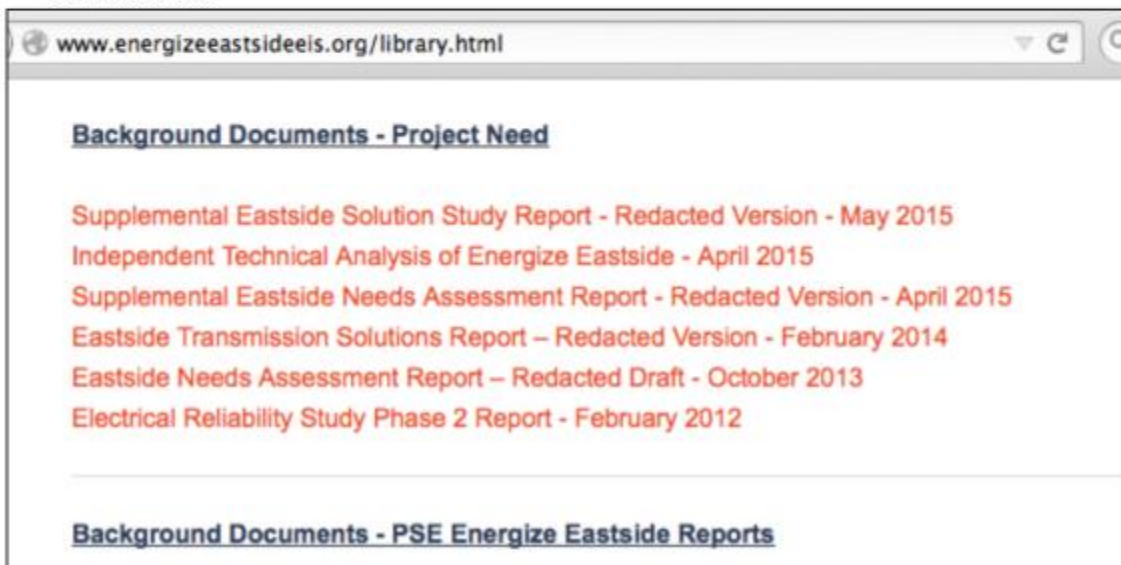 www.energizeeastsideeis.org/library.html
Background Documents - Project Need
Supplemental Eastside Solution Study Report - Redacted Version - May 2015
Independent Technical Analysis of Energize Eastside - April 2015
Supplemental Eastside Needs Assessment Report - Redacted Version - April 2015
Eastside Transmission Solutions Report – Redacted Version - February 2014
Eastside Needs Assessment Report – Redacted Draft - October 2013
Electrical Reliability Study Phase 2 Report - February 2012
Background Documents - PSE Energize Eastside Reports